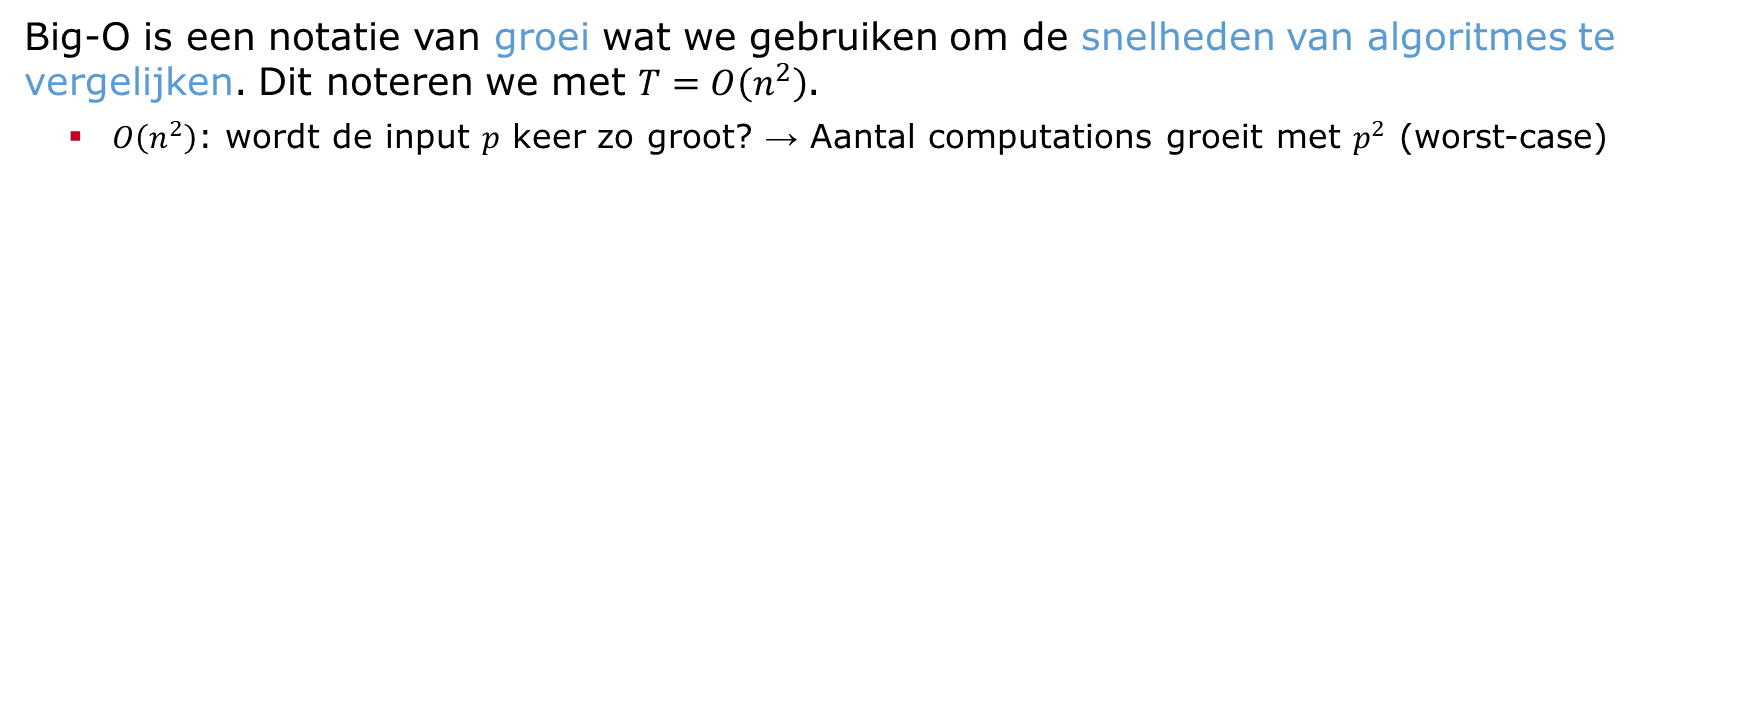 Big-O is een notatie van groei wat we gebruiken om de snelheden van algoritmes te
vergelijken. Dit noteren we met T = O(n²).
▪ O(n²): wordt de input p keer zo groot? → Aantal computations groeit met p² (worst-case)